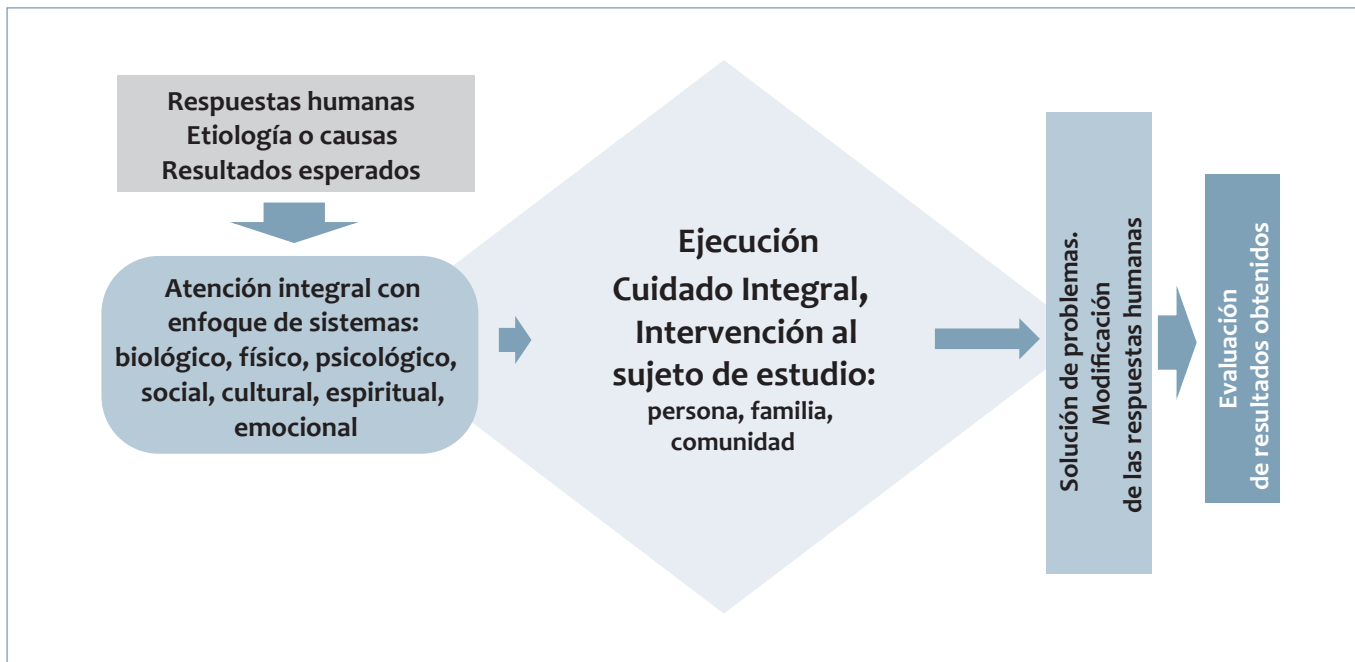 Respuestas humanas
Etiología o causas
Resultados esperados
Atención integral con
enfoque de sistemas:
biológico, físico, psicológico,
social, cultural, espiritual,
emocional
Ejecución
Cuidado Integral,
Intervención al
sujeto de estudio:
persona, familia,
comunidad
Solución de problemas.
Modificación
de las respuestas humanas
Evaluación
de resultados obtenidos